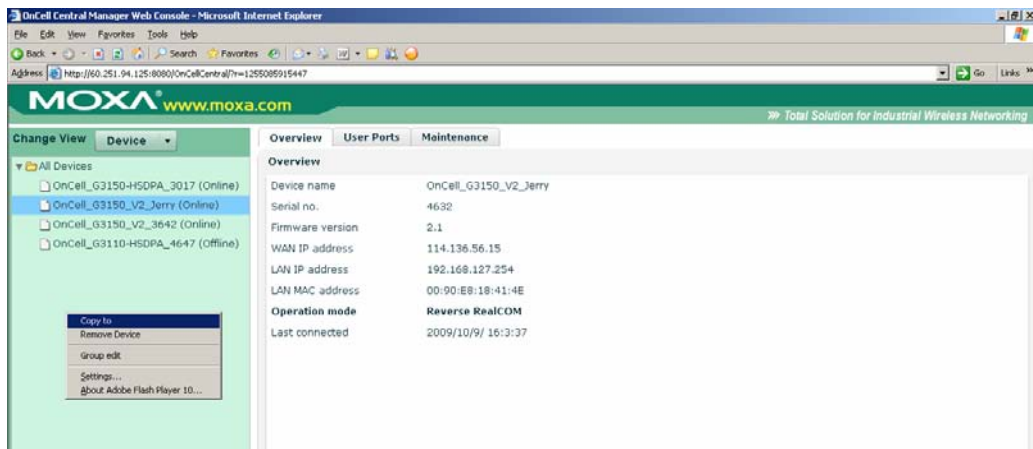 OnCell Central Manager Web Console - Microsoft Internet Explorer
File Edit View Favorites Tools Help
Back Search Favorites
Address http://60.251.94.125:8080/OnCellCentral/?r=1255085915447 Go Links »
MOXA® www.moxa.com
Total Solution for Industrial Wireless Networking
Change View Device
Overview User Ports Maintenance
All Devices
OnCell_G3150-HSDPA_3017 (Online)
OnCell_G3150_V2_Jerry (Online)
OnCell_G3150_V2_3642 (Online)
OnCell_G3110-HSDPA_4647 (Offline)
Copy to
Remove Device
Group edit
Settings...
About Adobe Flash Player 10...
Overview
Device name OnCell_G3150_V2_Jerry
Serial no. 4632
Firmware version 2.1
WAN IP address 114.136.56.15
LAN IP address 192.168.127.254
LAN MAC address 00:90:E8:18:41:4E
Operation mode Reverse RealCOM
Last connected 2009/10/9/ 16:3:37